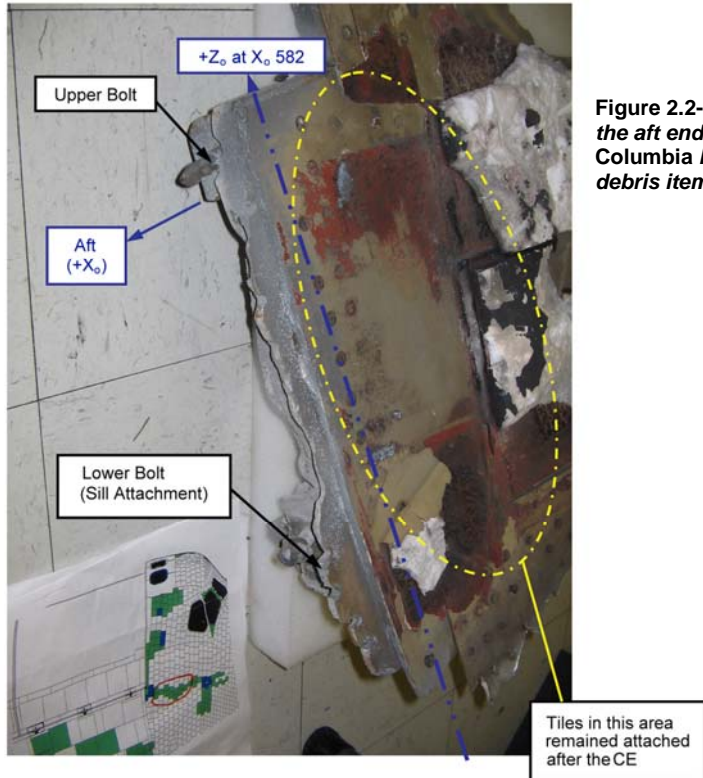 +Zₒ at Xₒ 582
Upper Bolt
Aft
(+Xₒ)
Lower Bolt
(Sill Attachment)
Tiles in this area
remained attached
after the CE
Figure 2.2-
the aft end
Columbia
debris item